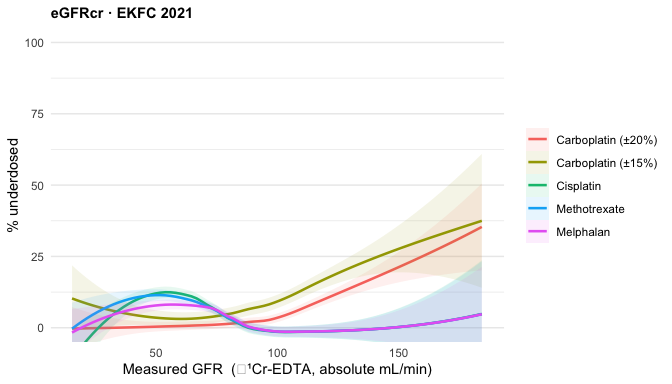 eGFRcr · EKFC 2021
100
75
50
25
0
% underdosed
50
100
150
Measured GFR (□¹Cr-EDTA, absolute mL/min)
Carboplatin (±20%)
Carboplatin (±15%)
Cisplatin
Methotrexate
Melphalan